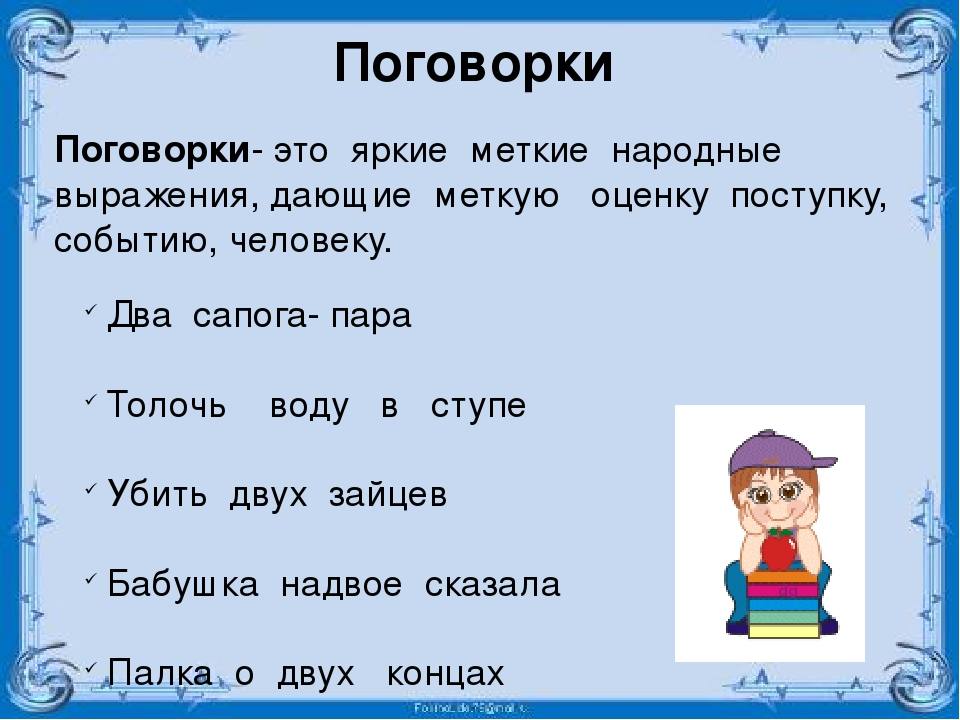 Поговорки
Поговорки- это яркие меткие народные
выражения, дающие меткую оценку поступку,
событию, человеку.
✓ Два сапога- пара
✓ Толочь воду в ступе
✓ Убить двух зайцев
✓ Бабушка надвое сказала
✓ Палка о двух концах